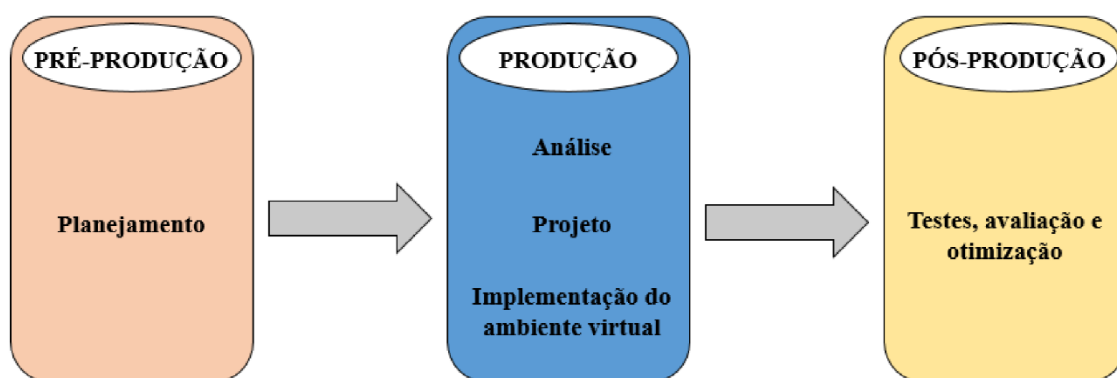 PRÉ-PRODUÇÃO
Planejamento
PRODUÇÃO
Análise
Projeto
Implementação do
ambiente virtual
PÓS-PRODUÇÃO
Testes, avaliação e
otimização